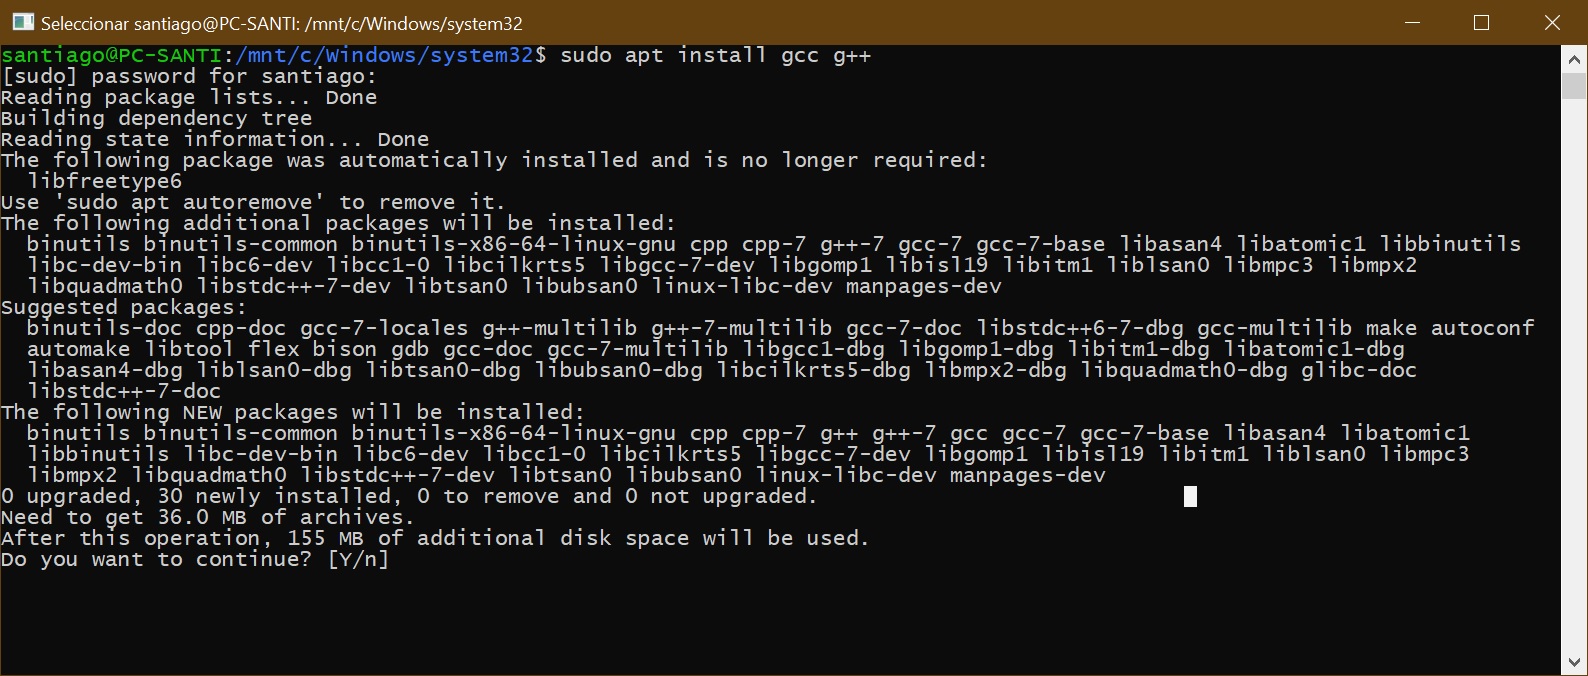 Seleccionar santiago@PC-SANTI: /mnt/c/Windows/system32
santiago@PC-SANTI:/mnt/c/Windows/system32$ sudo apt install gcc g++
[sudo] password for santiago:
Reading package lists... Done
Building dependency tree
Reading state information... Done
The following package was automatically installed and is no longer required:
  libfreetype6
Use 'sudo apt autoremove' to remove it.
The following additional packages will be installed:
  binutils binutils-common binutils-x86-64-linux-gnu cpp cpp-7 g++-7 gcc-7 gcc-7-base libasan4 libatomic1 libbinutils
  libc-dev-bin libc6-dev libcc1-0 libcilkrts5 libgcc-7-dev libgomp1 libisl19 libitm1 liblsan0 libmpc3 libmpx2
  libquadmath0 libstdc++-7-dev libtsan0 libubsan0 linux-libc-dev manpages-dev
Suggested packages:
  binutils-doc cpp-doc gcc-7-locales g++-multilib g++-7-multilib gcc-7-doc libstdc++6-7-dbg gcc-multilib make autoconf
  automake libtool flex bison gdb gcc-doc gcc-7-multilib libgcc1-dbg libgomp1-dbg libitm1-dbg libatomic1-dbg
  libasan4-dbg liblsan0-dbg libtsan0-dbg libubsan0-dbg libcilkrts5-dbg libmpx2-dbg libquadmath0-dbg glibc-doc
  libstdc++-7-doc
The following NEW packages will be installed:
  binutils binutils-common binutils-x86-64-linux-gnu cpp cpp-7 g++ g++-7 gcc gcc-7 gcc-7-base libasan4 libatomic1
  libbinutils libc-dev-bin libc6-dev libcc1-0 libcilkrts5 libgcc-7-dev libgomp1 libisl19 libitm1 liblsan0 libmpc3
  libmpx2 libquadmath0 libstdc++-7-dev libtsan0 libubsan0 linux-libc-dev manpages-dev
0 upgraded, 30 newly installed, 0 to remove and 0 not upgraded.
Need to get 36.0 MB of archives.
After this operation, 155 MB of additional disk space will be used.
Do you want to continue? [Y/n]